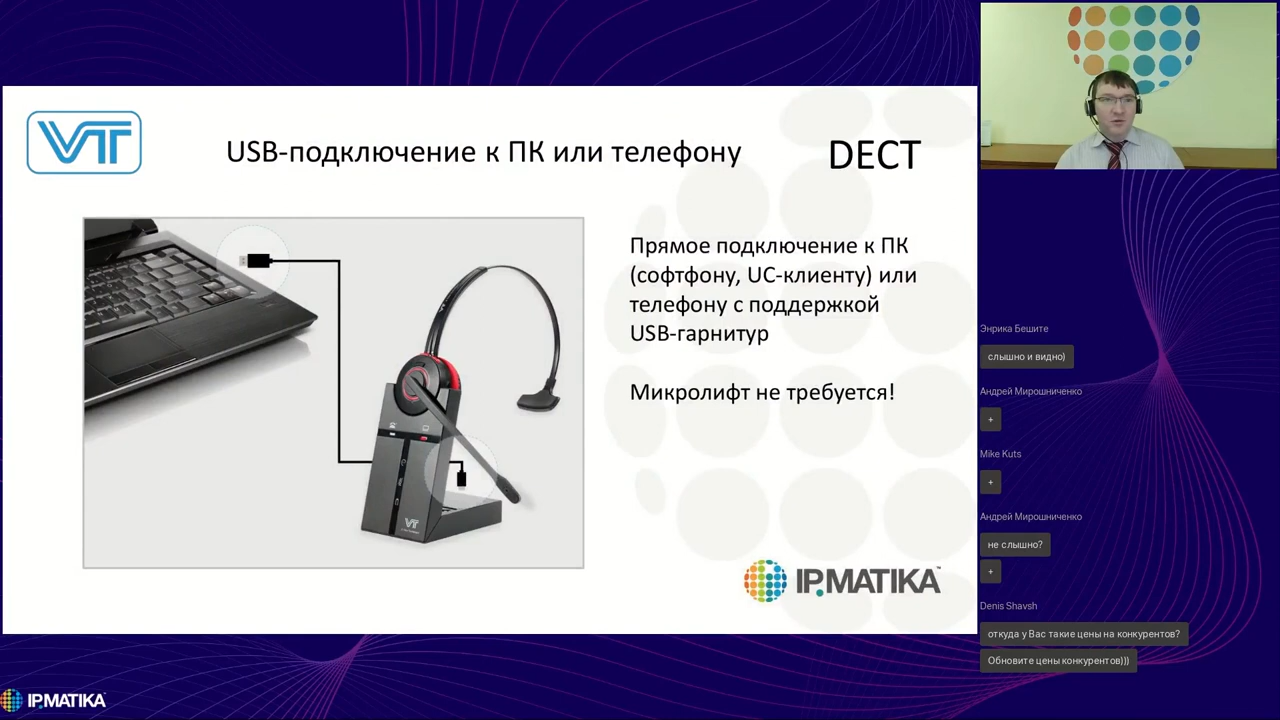 VT
USB-подключение к ПК или телефону
DECT
Прямое подключение к ПК
(софтфону, UC-клиенту) или
телефону с поддержкой
USB-гарнитур
Микролифт не требуется!
VT
IP.MATIKA™
IP.MATIKA
Энрика Бешите
слышно и видно)
Андрей Мирошниченко
+
Mike Kuts
+
Андрей Мирошниченко
не слышно?
+
Denis Shavsh
откуда у Вас такие цены на конкурентов?
Обновите цены конкурентов)))